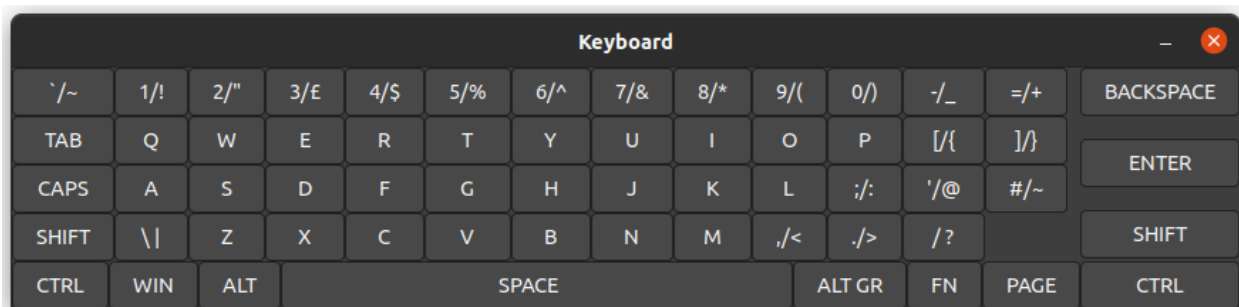 Keyboard
`/~ 1/! 2/" 3/£ 4/$ 5/% 6/^ 7/& 8/* 9/( 0/) -/_ =/+ BACKSPACE
TAB Q W E R T Y U I O P [/{ ]/}
ENTER
CAPS A S D F G H J K L ;/: '/@ #/~
SHIFT \| Z X C V B N M ,/< ./> / ? SHIFT
CTRL WIN ALT SPACE ALT GR FN PAGE CTRL